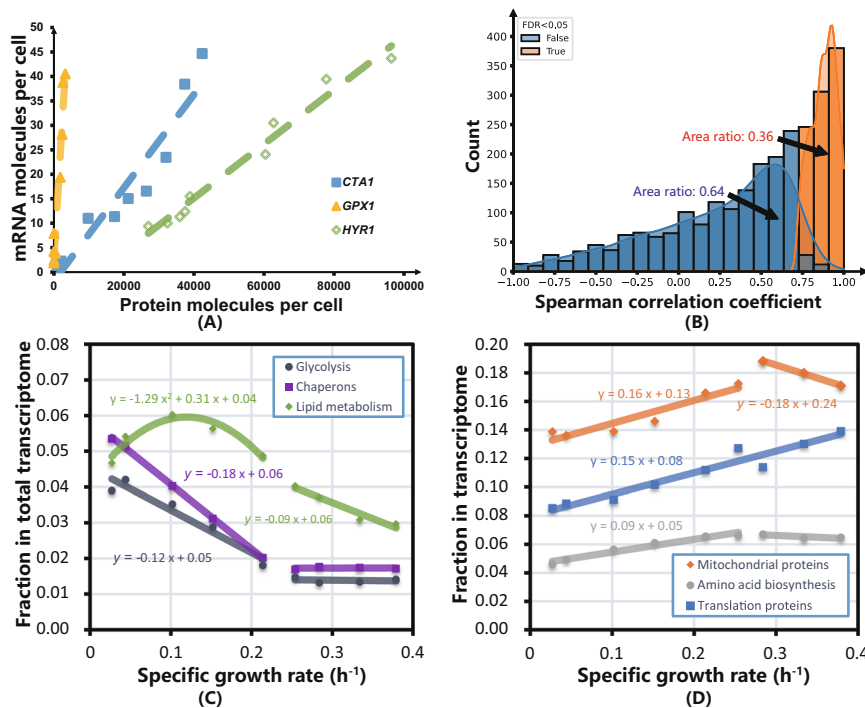 mRNA molecules per cell
50
45
40
35
30
25
20
15
10
5
0
0
20000
40000
60000
80000
100000
Protein molecules per cell
CTA1
GPX1
HYR1
(A)
FDR<0.05
False
True
Count
400
350
300
250
200
150
100
50
0
Area ratio: 0.36
Area ratio: 0.64
−1.00
−0.75
−0.50
−0.25
0.00
0.24
0.50
0.75
1.00
Spearman correlation coefficient
(B)
Fraction in total transcriptome
0.08
0.07
0.06
0.05
0.04
0.03
0.02
0.01
0.00
Glycolysis
Chaperons
Lipid metabolism
y = -1.29 x² + 0.31 x + 0.04
y = -0.18 x + 0.06
y = -0.09 x + 0.06
y = -0.12 x + 0.05
0
0.1
0.2
0.3
0.4
Specific growth rate (h⁻¹)
(C)
Fraction in transcriptome
0.20
0.18
0.16
0.14
0.12
0.10
0.08
0.06
0.04
0.02
0.00
y = 0.16 x + 0.13
y = -0.18 x + 0.24
y = 0.15 x + 0.08
y = 0.09 x + 0.05
Mitochondrial proteins
Amino acid biosynthesis
Translation proteins
0
0.1
0.2
0.3
0.4
Specific growth rate (h⁻¹)
(D)